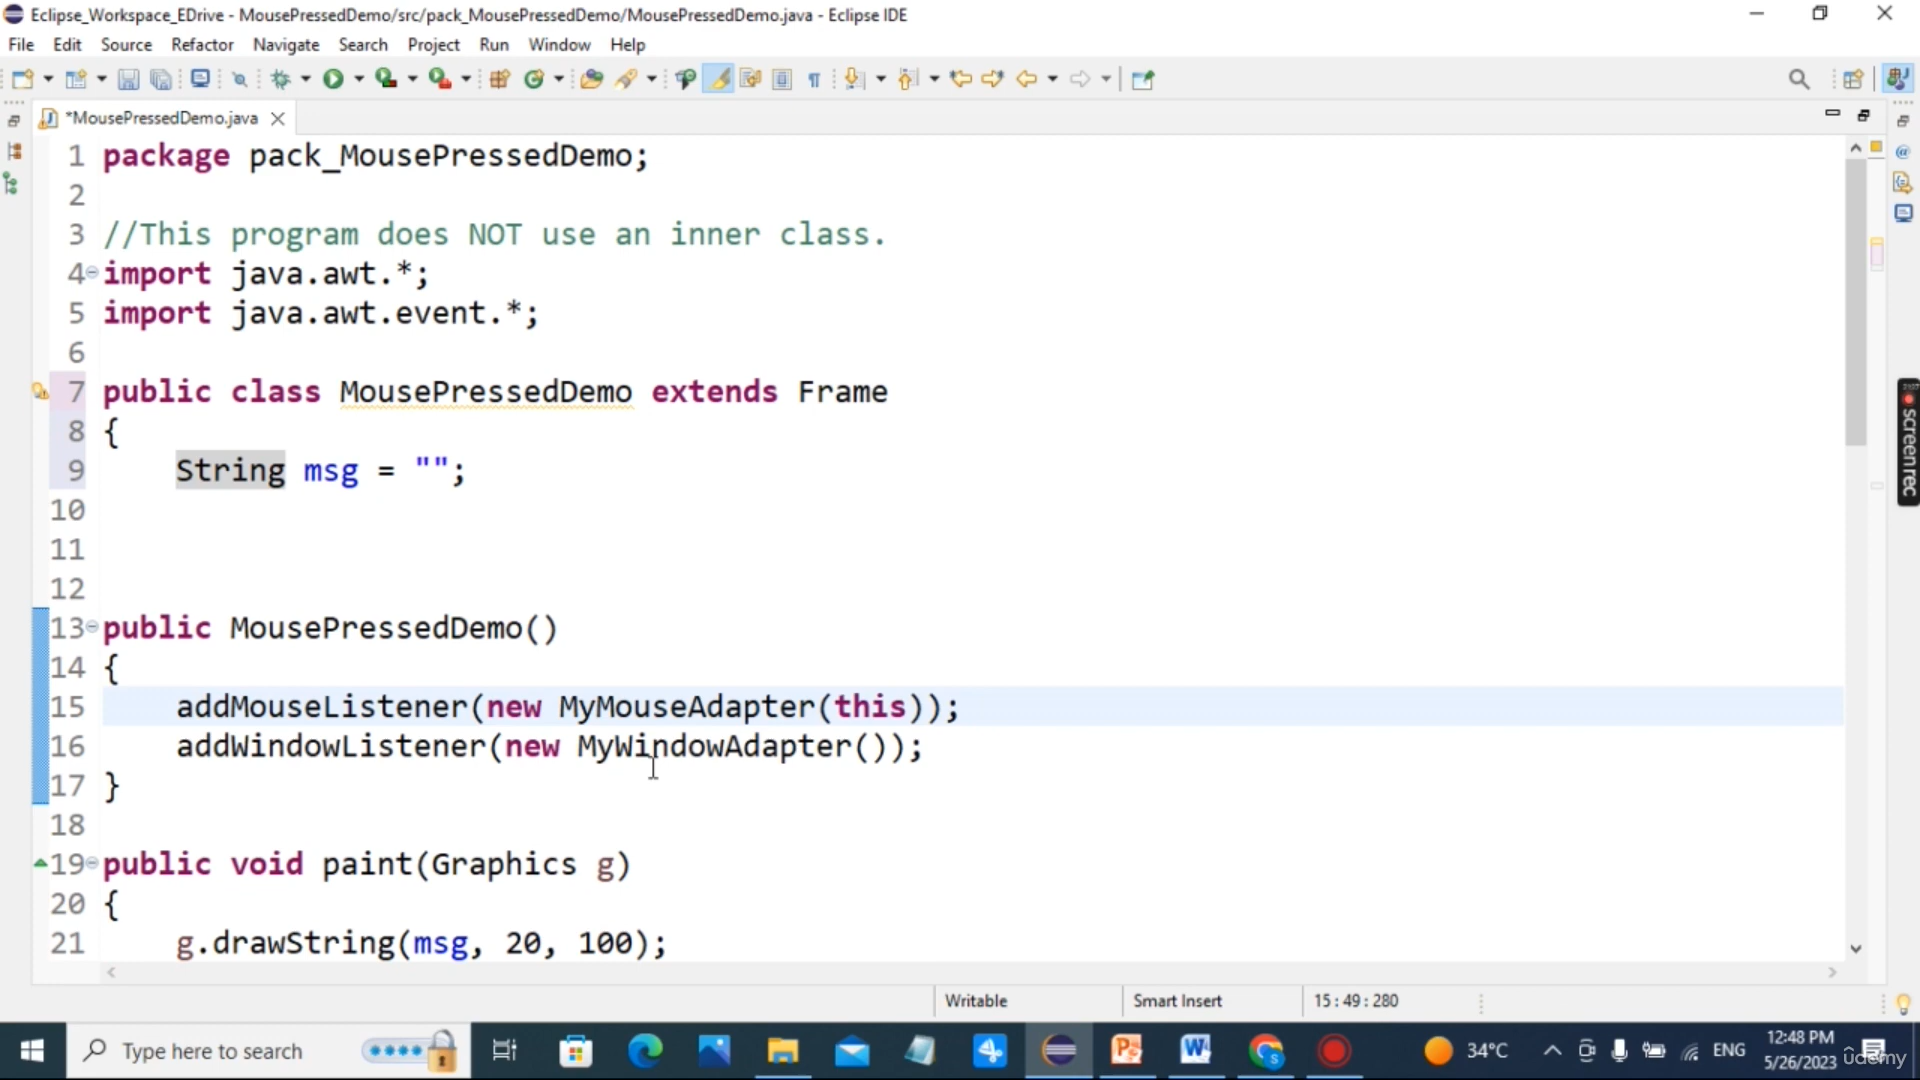 Eclipse_Workspace_EDrive - MousePressedDemo/src/pack_MousePressedDemo/MousePressedDemo.java - Eclipse IDE
File Edit Source Refactor Navigate Search Project Run Window Help
*MousePressedDemo.java
1 package pack_MousePressedDemo;
2
3 //This program does NOT use an inner class.
4 import java.awt.*;
5 import java.awt.event.*;
6
7 public class MousePressedDemo extends Frame
8 {
9 String msg = "";
10
11
12
13 public MousePressedDemo()
14 {
15 addMouseListener(new MyMouseAdapter(this));
16 addWindowListener(new MyWindowAdapter());
17 }
18
19 public void paint(Graphics g)
20 {
21 g.drawString(msg, 20, 100);
screenrec
Writable Smart Insert 15 : 49 : 280
Type here to search
34°C ENG 12:48 PM
5/26/2023
ûdemy